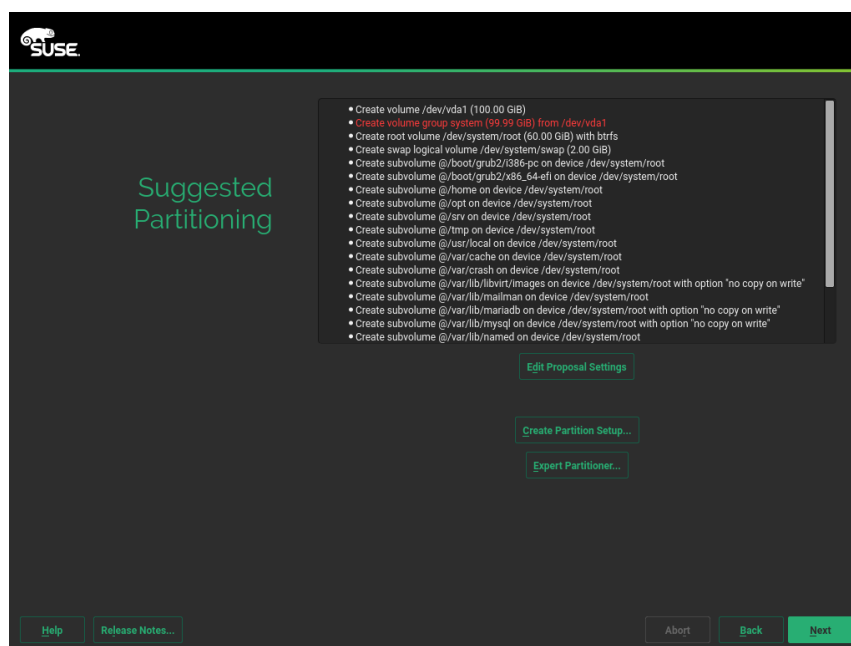 SUSE.
Suggested
Partitioning
• Create volume /dev/vda1 (100.00 GiB)
• Create volume group system (99.99 GiB) from /dev/vda1
• Create root volume /dev/system/root (60.00 GiB) with btrfs
• Create swap logical volume /dev/system/swap (2.00 GiB)
• Create subvolume @/boot/grub2/i386-pc on device /dev/system/root
• Create subvolume @/boot/grub2/x86_64-efi on device /dev/system/root
• Create subvolume @/home on device /dev/system/root
• Create subvolume @/opt on device /dev/system/root
• Create subvolume @/srv on device /dev/system/root
• Create subvolume @/tmp on device /dev/system/root
• Create subvolume @/usr/local on device /dev/system/root
• Create subvolume @/var/cache on device /dev/system/root
• Create subvolume @/var/crash on device /dev/system/root
• Create subvolume @/var/lib/libvirt/images on device /dev/system/root with option "no copy on write"
• Create subvolume @/var/lib/mailman on device /dev/system/root
• Create subvolume @/var/lib/mariadb on device /dev/system/root with option "no copy on write"
• Create subvolume @/var/lib/mysql on device /dev/system/root with option "no copy on write"
• Create subvolume @/var/lib/named on device /dev/system/root
Edit Proposal Settings
Create Partition Setup...
Expert Partitioner...
Help
Release Notes...
Abort
Back
Next